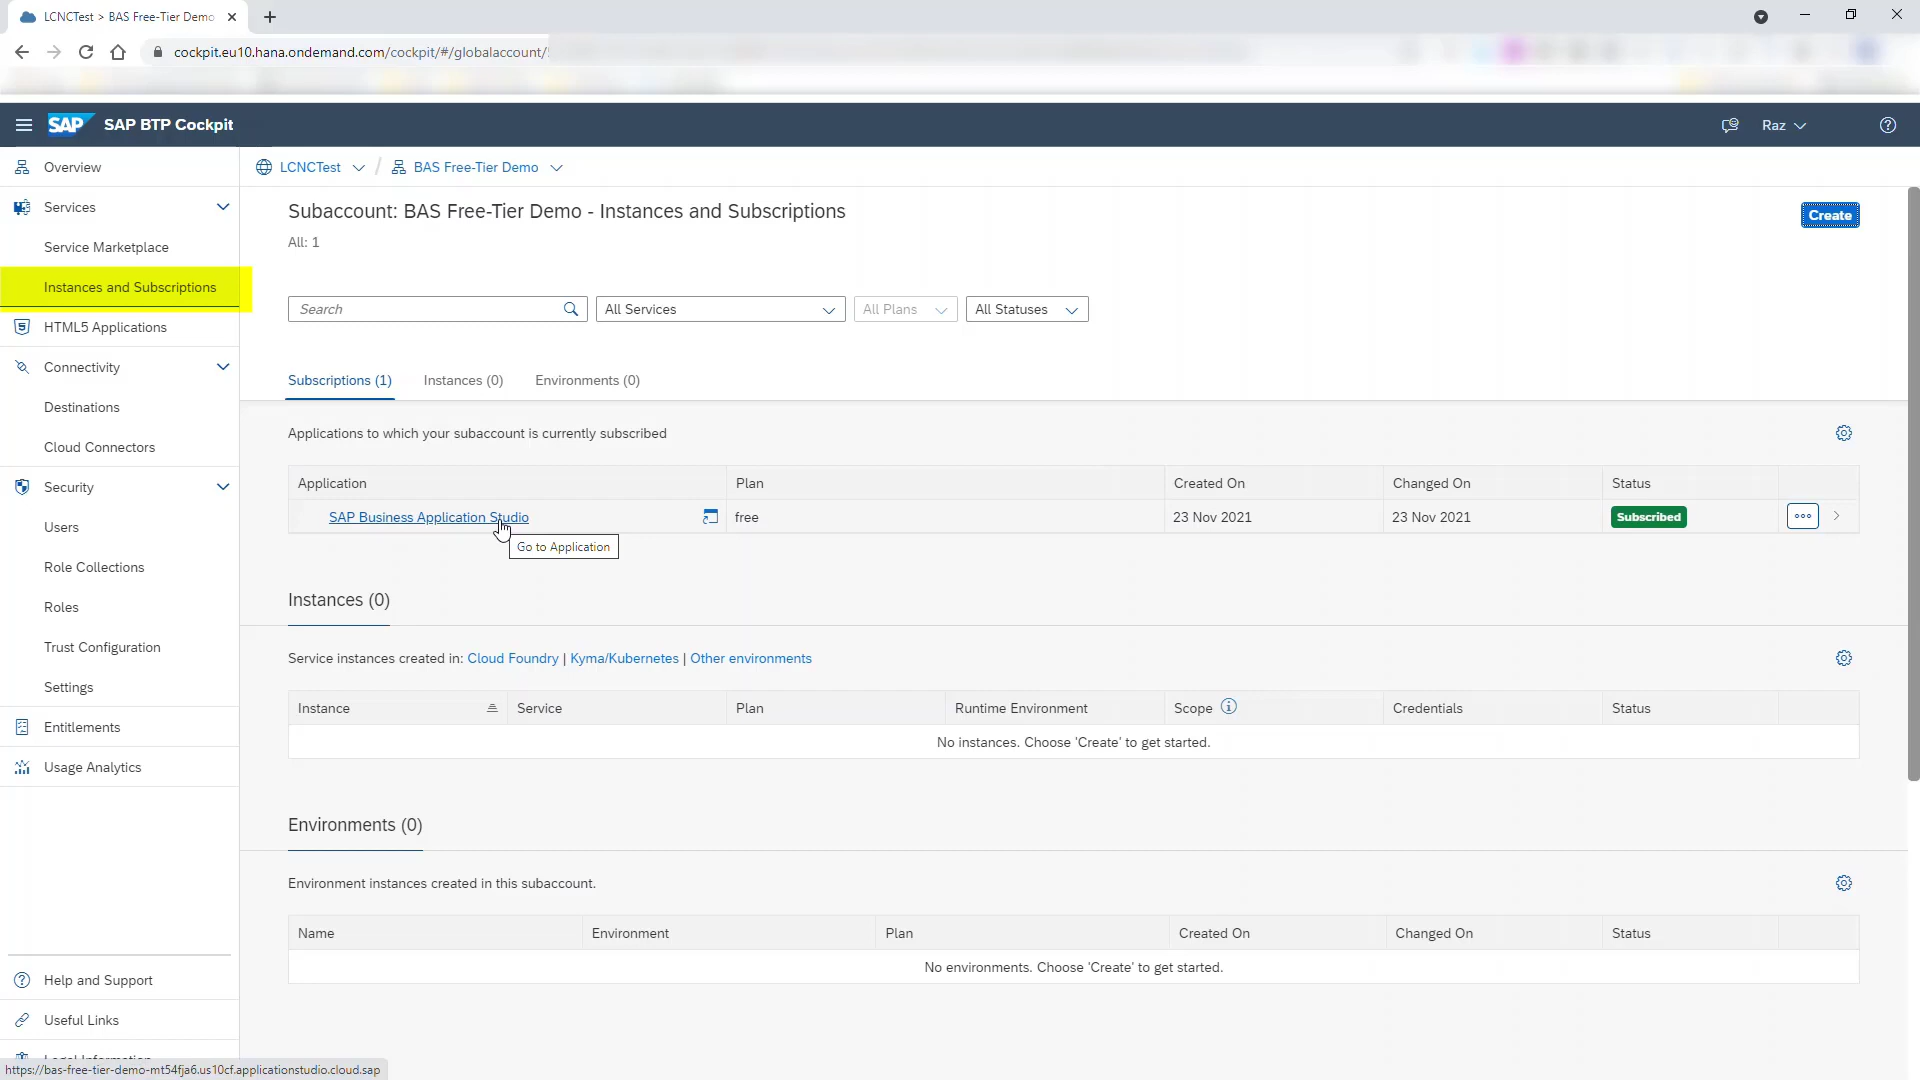 LCNCTest > BAS Free-Tier Demo
cockpit.eu10.hana.ondemand.com/cockpit/#/globalaccount/
SAP SAP BTP Cockpit
Raz
Overview
LCNCTest / BAS Free-Tier Demo
Services
Subaccount: BAS Free-Tier Demo - Instances and Subscriptions
Create
All: 1
Service Marketplace
Instances and Subscriptions
Search
All Services
All Plans
All Statuses
HTML5 Applications
Connectivity
Subscriptions (1) Instances (0) Environments (0)
Destinations
Applications to which your subaccount is currently subscribed
Cloud Connectors
Security
Application Plan Created On Changed On Status
SAP Business Application Studio free 23 Nov 2021 23 Nov 2021 Subscribed
Go to Application
Users
Role Collections
Roles
Instances (0)
Trust Configuration
Service instances created in: Cloud Foundry | Kyma/Kubernetes | Other environments
Settings
Instance Service Plan Runtime Environment Scope Credentials Status
No instances. Choose 'Create' to get started.
Entitlements
Usage Analytics
Environments (0)
Environment instances created in this subaccount.
Name Environment Plan Created On Changed On Status
No environments. Choose 'Create' to get started.
Help and Support
Useful Links
Legal Information
https://bas-free-tier-demo-mt54fja6.us10cf.applicationstudio.cloud.sap